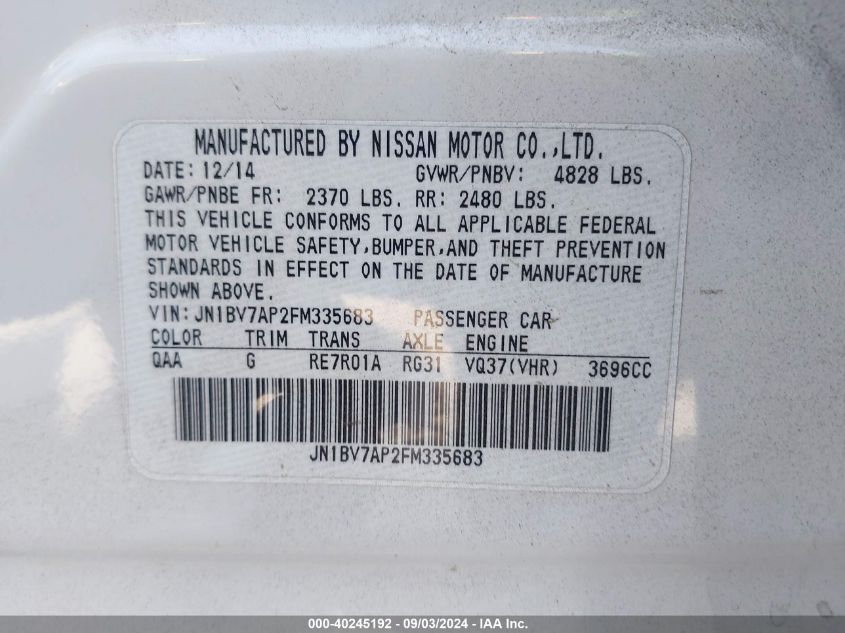 MANUFACTURED BY NISSAN MOTOR CO.,LTD.
DATE: 12/14 GVWR/PNBV: 4828 LBS.
GAWR/PNBE FR: 2370 LBS. RR: 2480 LBS.
THIS VEHICLE CONFORMS TO ALL APPLICABLE FEDERAL
MOTOR VEHICLE SAFETY,BUMPER,AND THEFT PREVENTION
STANDARDS IN EFFECT ON THE DATE OF MANUFACTURE
SHOWN ABOVE.
VIN:JN1BV7AP2FM335683 PASSENGER CAR
COLOR TRIM TRANS AXLE ENGINE
QAA G RE7R01A RG31 VQ37(VHR) 3696CC
JN1BV7AP2FM335683
000-40245192 - 09/03/2024 - IAA Inc.